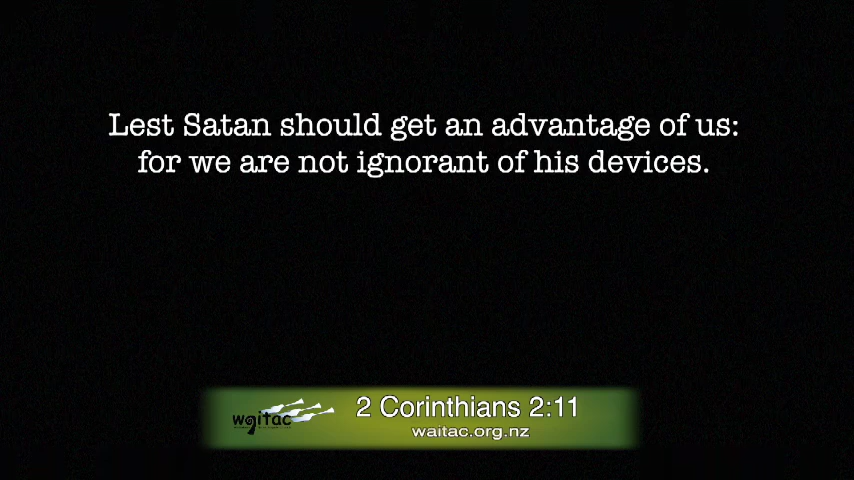 Lest Satan should get an advantage of us:
for we are not ignorant of his devices.
2 Corinthians 2:11
waitac
waitac.org.nz